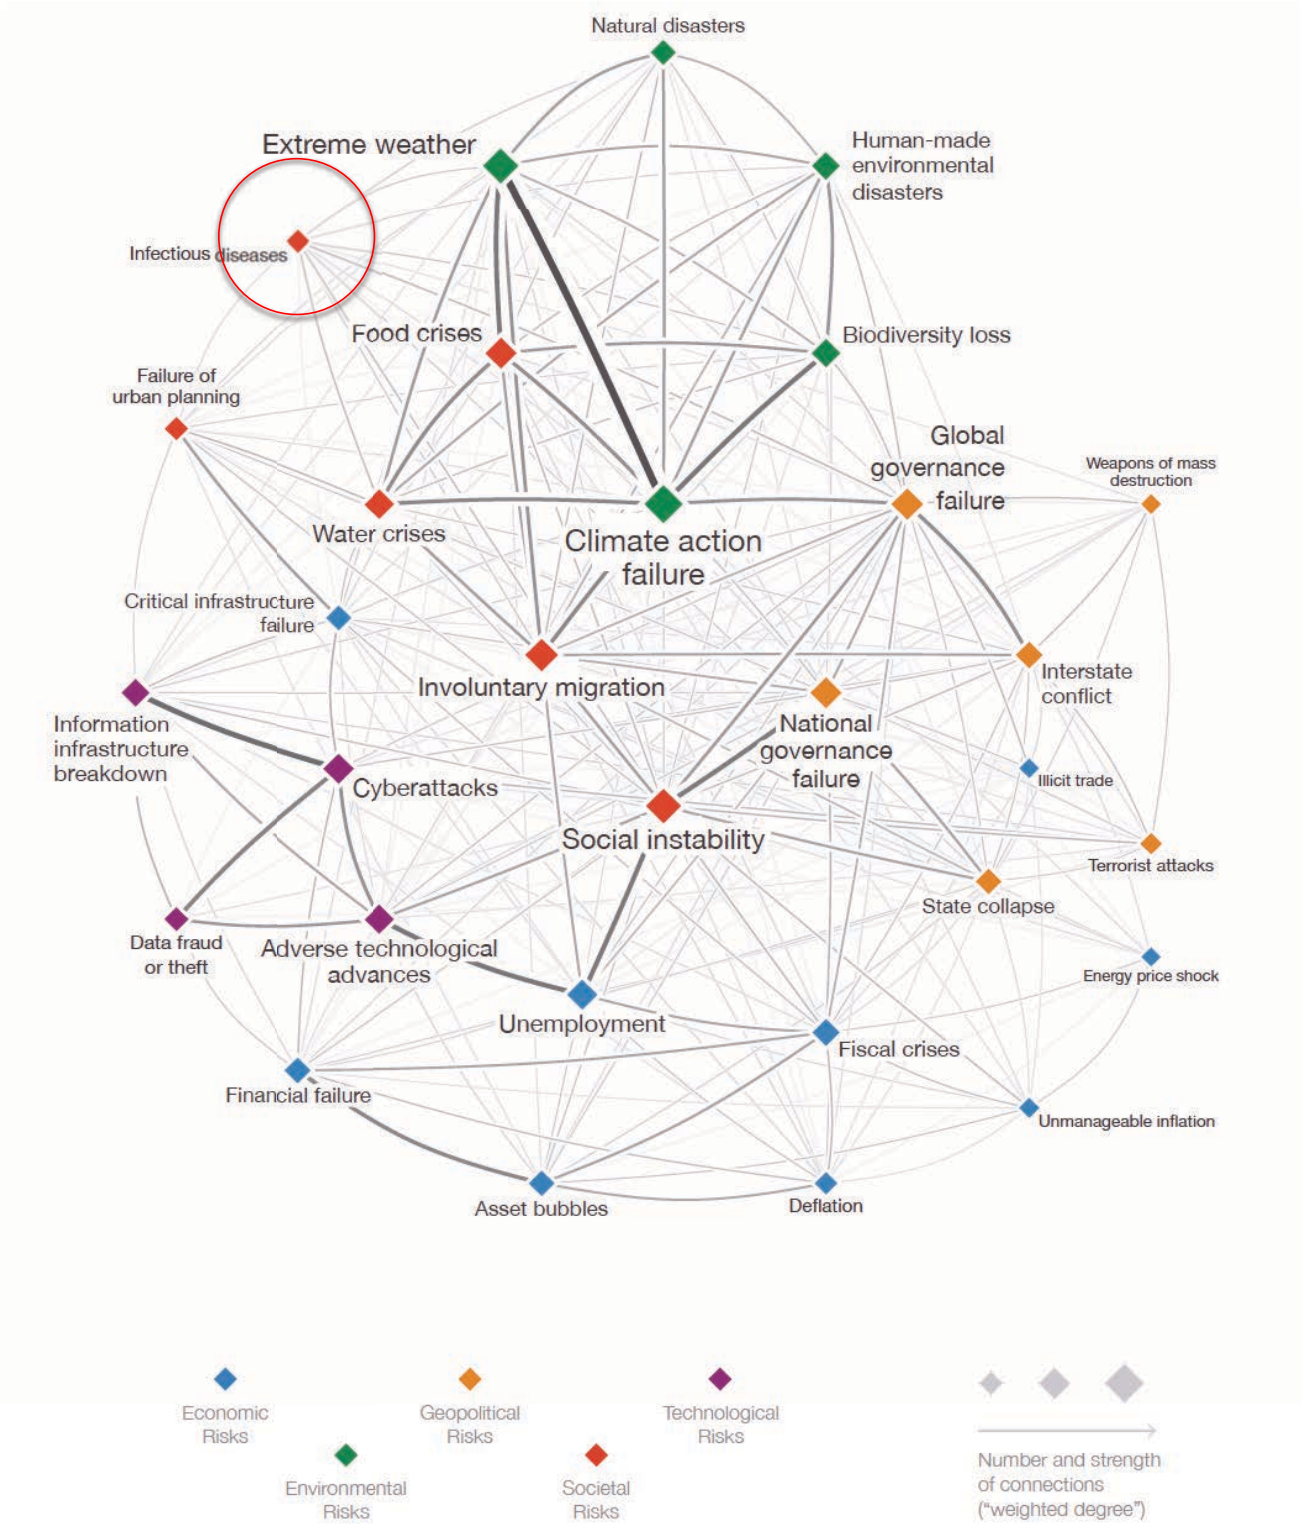 Natural disasters
Extreme weather
Human-made
environmental
disasters
Infectious diseases
Food crises
Biodiversity loss
Failure of
urban planning
Global
governance
failure
Weapons of mass
destruction
Water crises
Climate action
failure
Critical infrastructure
failure
Involuntary migration
Interstate
conflict
Information
infrastructure
breakdown
National
governance
failure
Cyberattacks
Illicit trade
Social instability
Terrorist attacks
State collapse
Data fraud
or theft
Adverse technological
advances
Energy price shock
Unemployment
Fiscal crises
Financial failure
Unmanageable inflation
Asset bubbles
Deflation
Economic
Risks
Geopolitical
Risks
Technological
Risks
Environmental
Risks
Societal
Risks
Number and strength
of connections
(“weighted degree”)